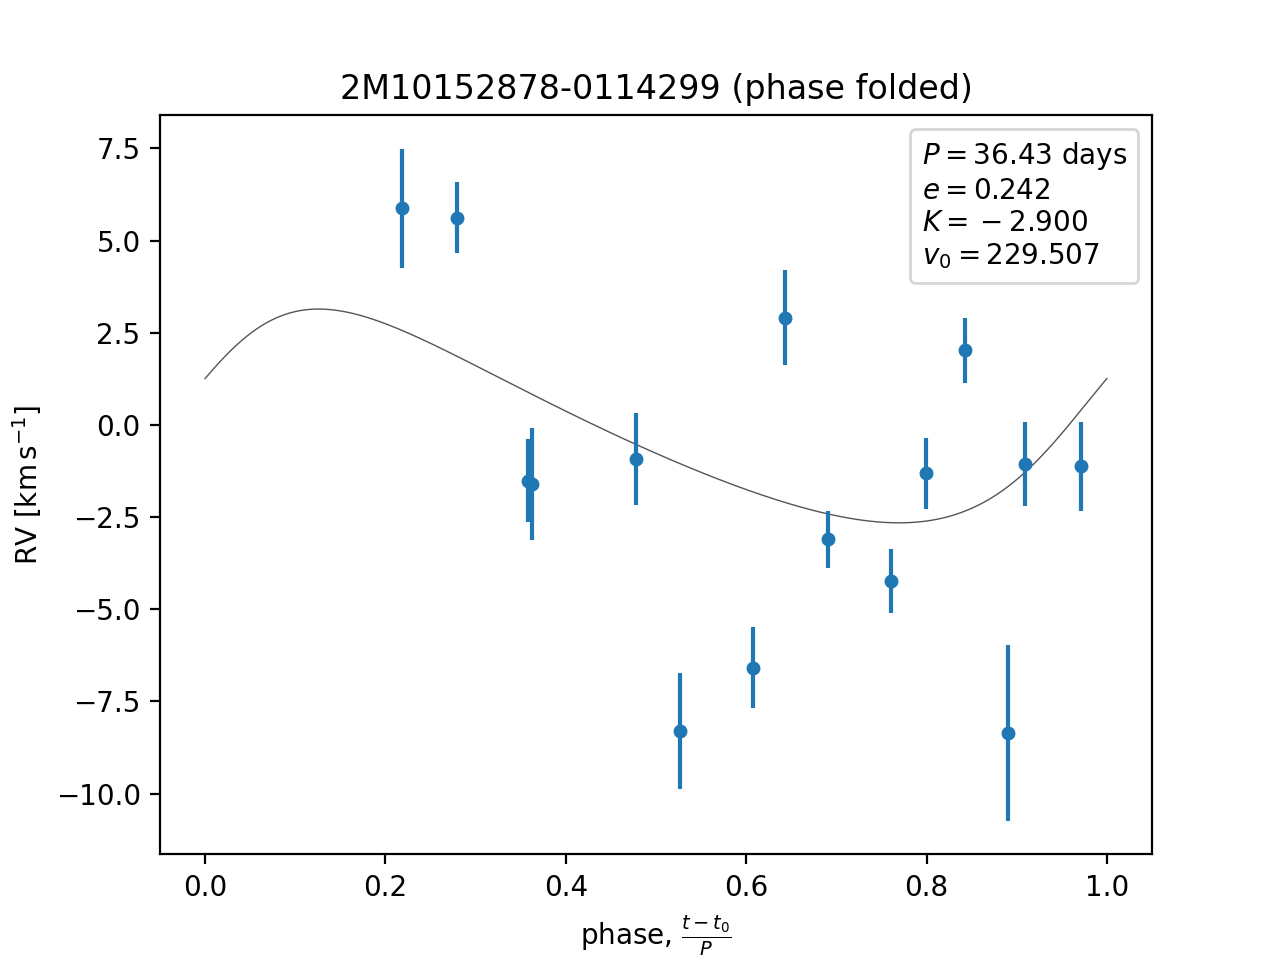 2M10152878-0114299 (phase folded)
P = 36.43 days
e = 0.242
K = −2.900
v₀ = 229.507
7.5
5.0
2.5
0.0
−2.5
−5.0
−7.5
−10.0
RV [km s⁻¹]
0.0 0.2 0.4 0.6 0.8 1.0
phase, (t − t₀)/P